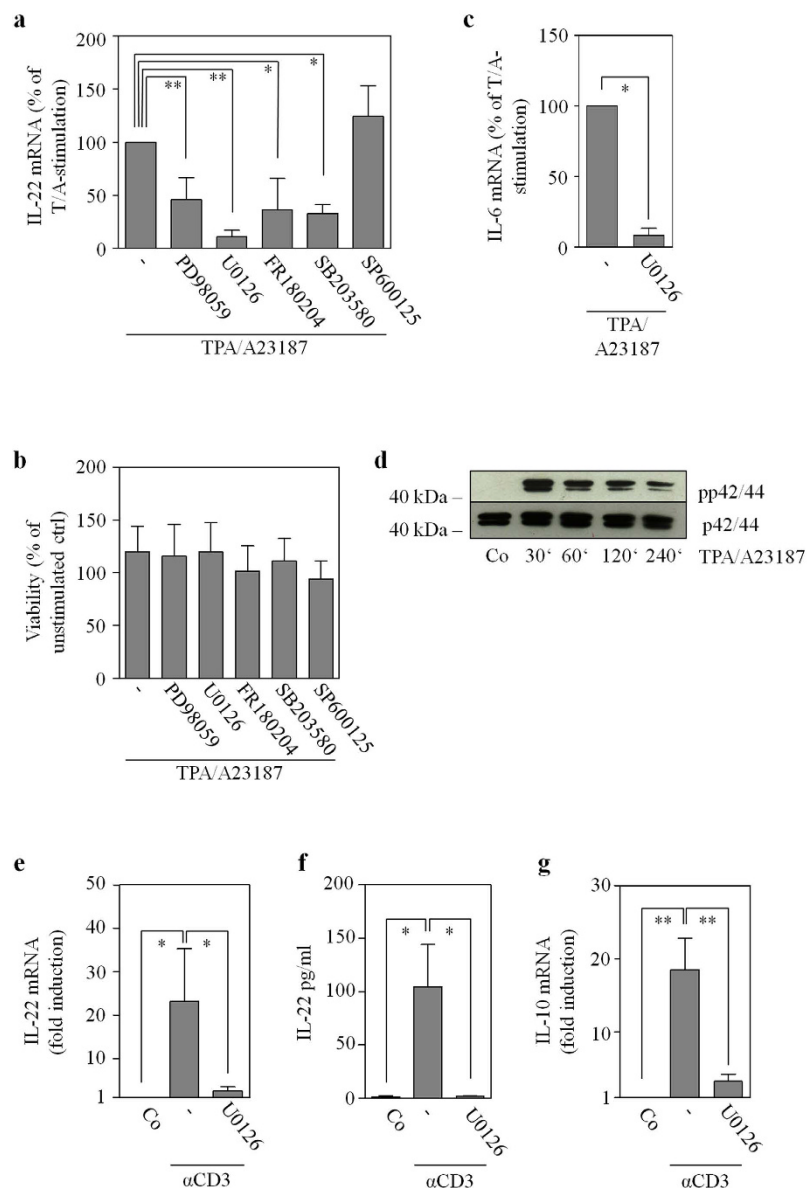 a
IL-22 mRNA (% of
T/A-stimulation)
200
150
100
50
0
**
**
*
*
-
PD98059
U0126
FR180204
SB203580
SP600125
TPA/A23187
c
IL-6 mRNA (% of T/A-
stimulation)
150
100
50
0
*
-
U0126
TPA/
A23187
b
Viability (% of
unstimulated ctrl)
200
150
100
50
0
-
PD98059
U0126
FR180204
SB203580
SP600125
TPA/A23187
d
40 kDa –
pp42/44
40 kDa –
p42/44
Co 30‘ 60‘ 120‘ 240‘ TPA/A23187
e
IL-22 mRNA
(fold induction)
50
40
30
20
10
1
*
*
Co
-
U0126
αCD3
f
IL-22 pg/ml
200
150
100
50
0
*
*
Co
-
U0126
αCD3
g
IL-10 mRNA
(fold induction)
30
20
10
1
**
**
Co
-
U0126
αCD3